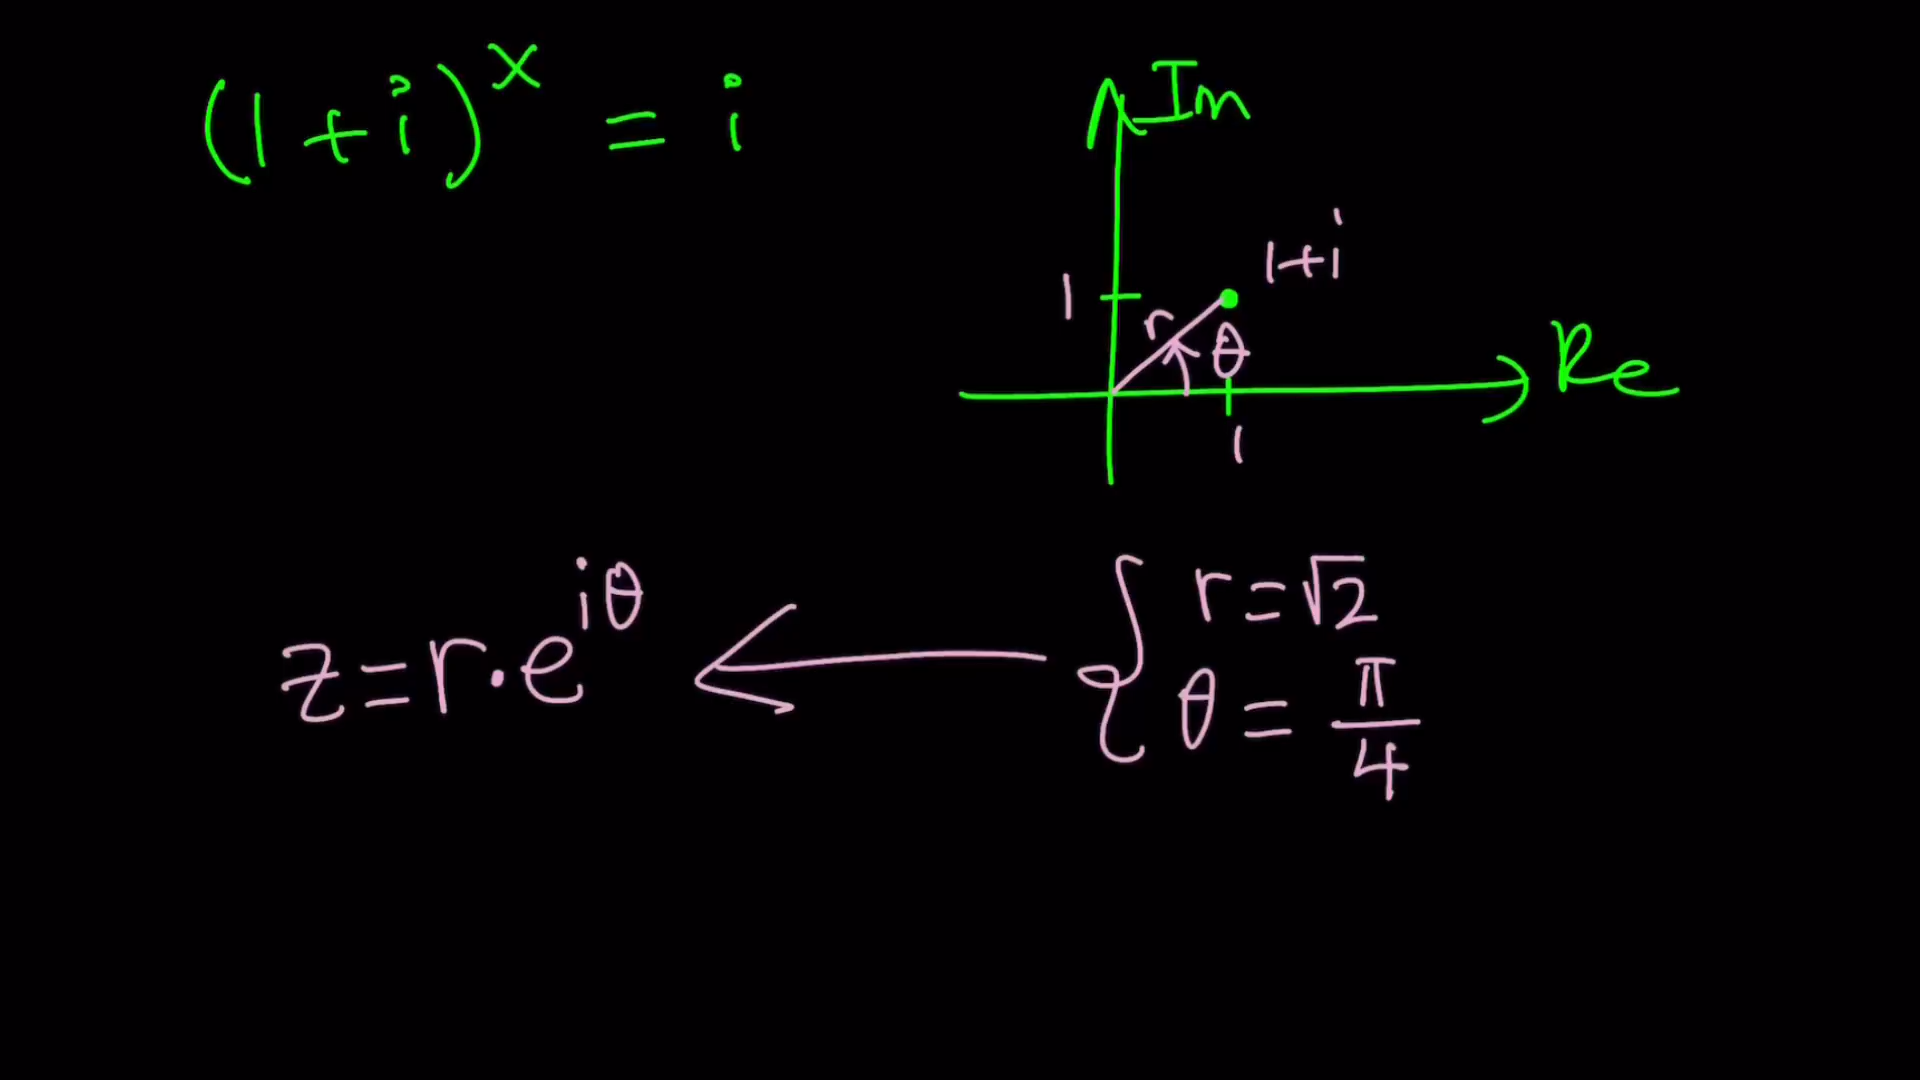 (1+i)^x = i
Im
1+i
1
r
θ
Re
1
z=r·e^{iθ}
r=√2
θ = π/4